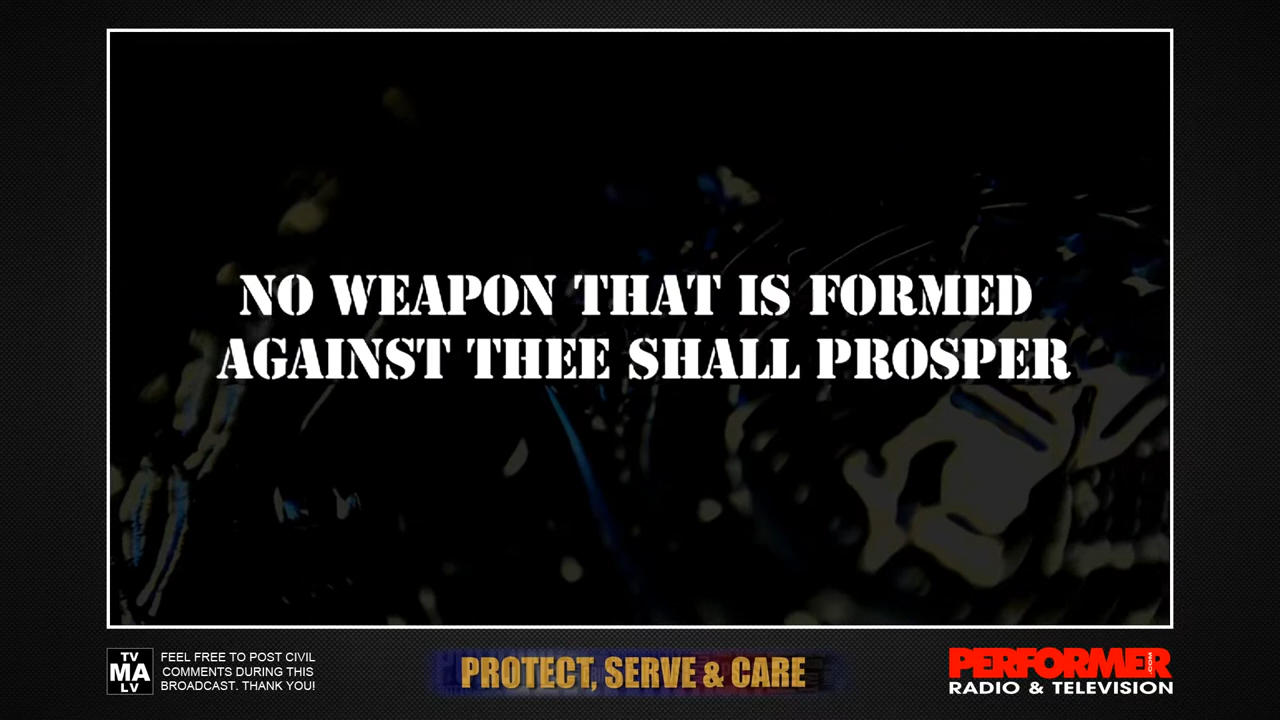 NO WEAPON THAT IS FORMED
AGAINST THEE SHALL PROSPER
TV
MA
LV
FEEL FREE TO POST CIVIL
COMMENTS DURING THIS
BROADCAST. THANK YOU!
PROTECT, SERVE & CARE
PERFORMER.COM
RADIO & TELEVISION